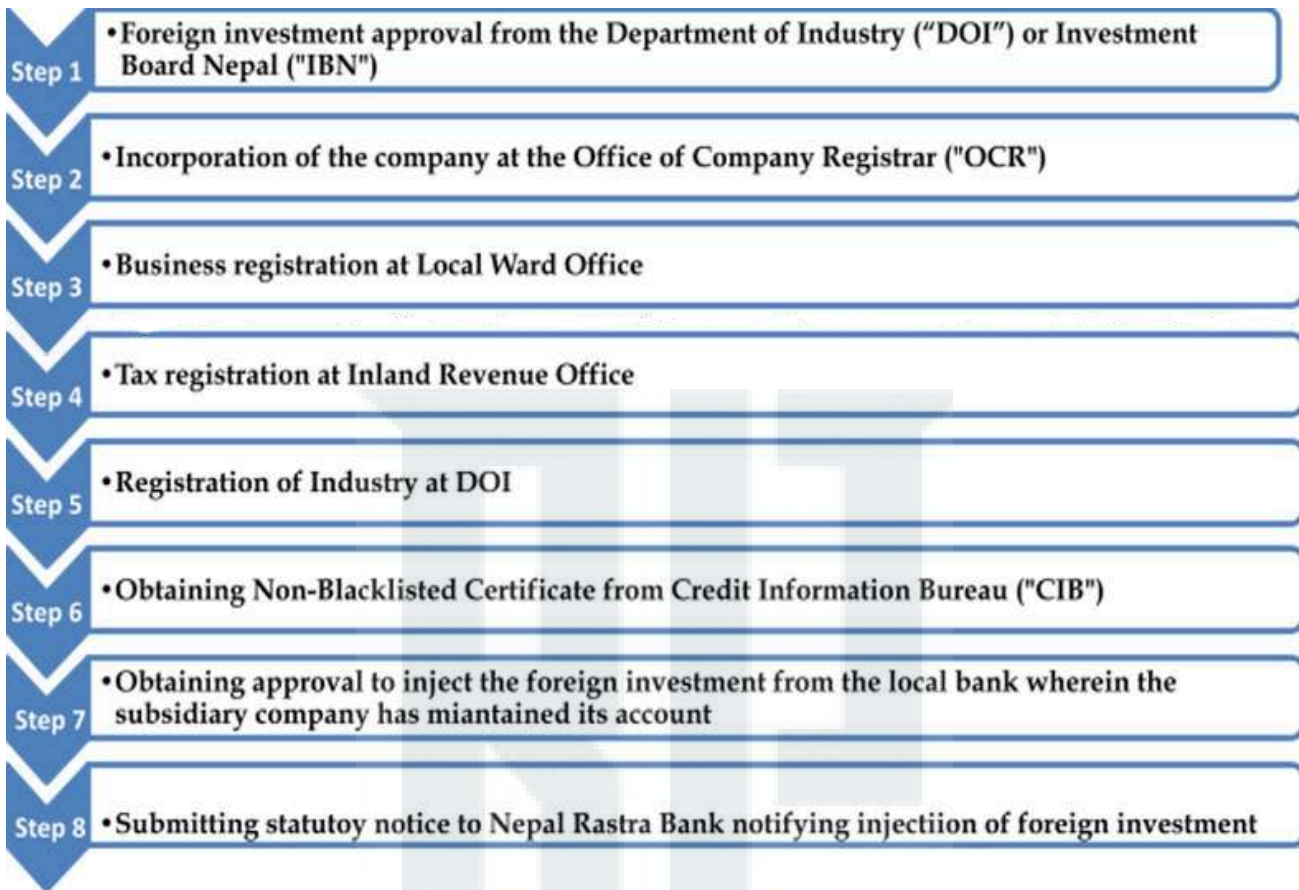 Step 1
•Foreign investment approval from the Department of Industry (“DOI”) or Investment
Board Nepal ("IBN")
Step 2
•Incorporation of the company at the Office of Company Registrar ("OCR")
Step 3
•Business registration at Local Ward Office
Step 4
•Tax registration at Inland Revenue Office
Step 5
•Registration of Industry at DOI
Step 6
•Obtaining Non-Blacklisted Certificate from Credit Information Bureau ("CIB")
Step 7
•Obtaining approval to inject the foreign investment from the local bank wherein the
subsidiary company has miantained its account
Step 8
•Submitting statutoy notice to Nepal Rastra Bank notifying injectiion of foreign investment